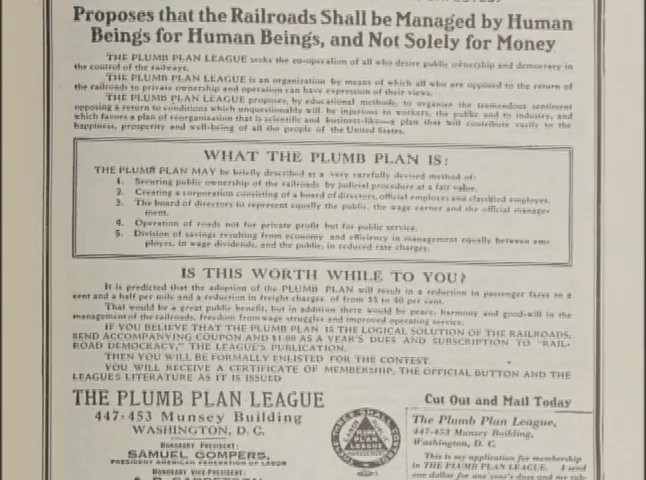 Proposes that the Railroads Shall be Managed by Human
Beings for Human Beings, and Not Solely for Money
THE PLUMB PLAN LEAGUE seeks the co-operation of all who desire public ownership and democracy in
the control of the railways.
THE PLUMB PLAN LEAGUE is an organization by means of which all who are opposed to the return of
the railroads to private ownership and operation can have expression of their views.
THE PLUMB PLAN LEAGUE proposes, by educational methods, to organize the tremendous sentiment
opposing a return to conditions which unquestionably will be injurious to workers, the public and to industry, and
which favors a plan of reorganization that is scientific and business-like—a plan that will contribute vastly to the
happiness, prosperity and well-being of all the people of the United States.
WHAT THE PLUMB PLAN IS:
THE PLUMB PLAN MAY be briefly described at a very carefully devised method of:
1. Securing public ownership of the railroads by judicial procedure at a fair value.
2. Creating a corporation consisting of a board of directors, official employes and classified employes.
3. The board of directors to represent equally the public, the wage earner and the official manage-
ment.
4. Operation of roads not for private profit but for public service.
5. Division of savings resulting from economy and efficiency in management equally between em-
ployes, in wage dividends, and the public, in reduced rate charges.
IS THIS WORTH WHILE TO YOU?
It is predicted that the adoption of the PLUMB PLAN will result in a reduction in passenger fares to a
cent and a half per mile and a reduction in freight charges of from 35 to 40 per cent.
That would be a great public benefit, but in addition there would be peace, harmony and good-will in the
management of the railroads, freedom from wage struggles and improved operating service.
IF YOU BELIEVE THAT THE PLUMB PLAN IS THE LOGICAL SOLUTION OF THE RAILROADS,
SEND ACCOMPANYING COUPON AND $1.00 AS A YEAR'S DUES AND SUBSCRIPTION TO "RAIL-
ROAD DEMOCRACY," THE LEAGUE'S PUBLICATION.
THEN YOU WILL BE FORMALLY ENLISTED FOR THE CONTEST.
YOU WILL RECEIVE A CERTIFICATE OF MEMBERSHIP, THE OFFICIAL BUTTON AND THE
LEAGUE'S LITERATURE AS IT IS ISSUED
THE PLUMB PLAN LEAGUE
447-453 Munsey Building
WASHINGTON, D. C.
HONORARY PRESIDENT:
SAMUEL GOMPERS,
PRESIDENT AMERICAN FEDERATION OF LABOR
HONORARY VICE-PRESIDENT:
THREE SHALL
PLUMB
PLAN
LEAGUE
MANAGEMENT
Cut Out and Mail Today
The Plumb Plan League,
447-453 Munsey Building,
Washington, D. C.
This is my application for membership
in THE PLUMB PLAN LEAGUE. I send
one dollar for one year's dues and my sub-